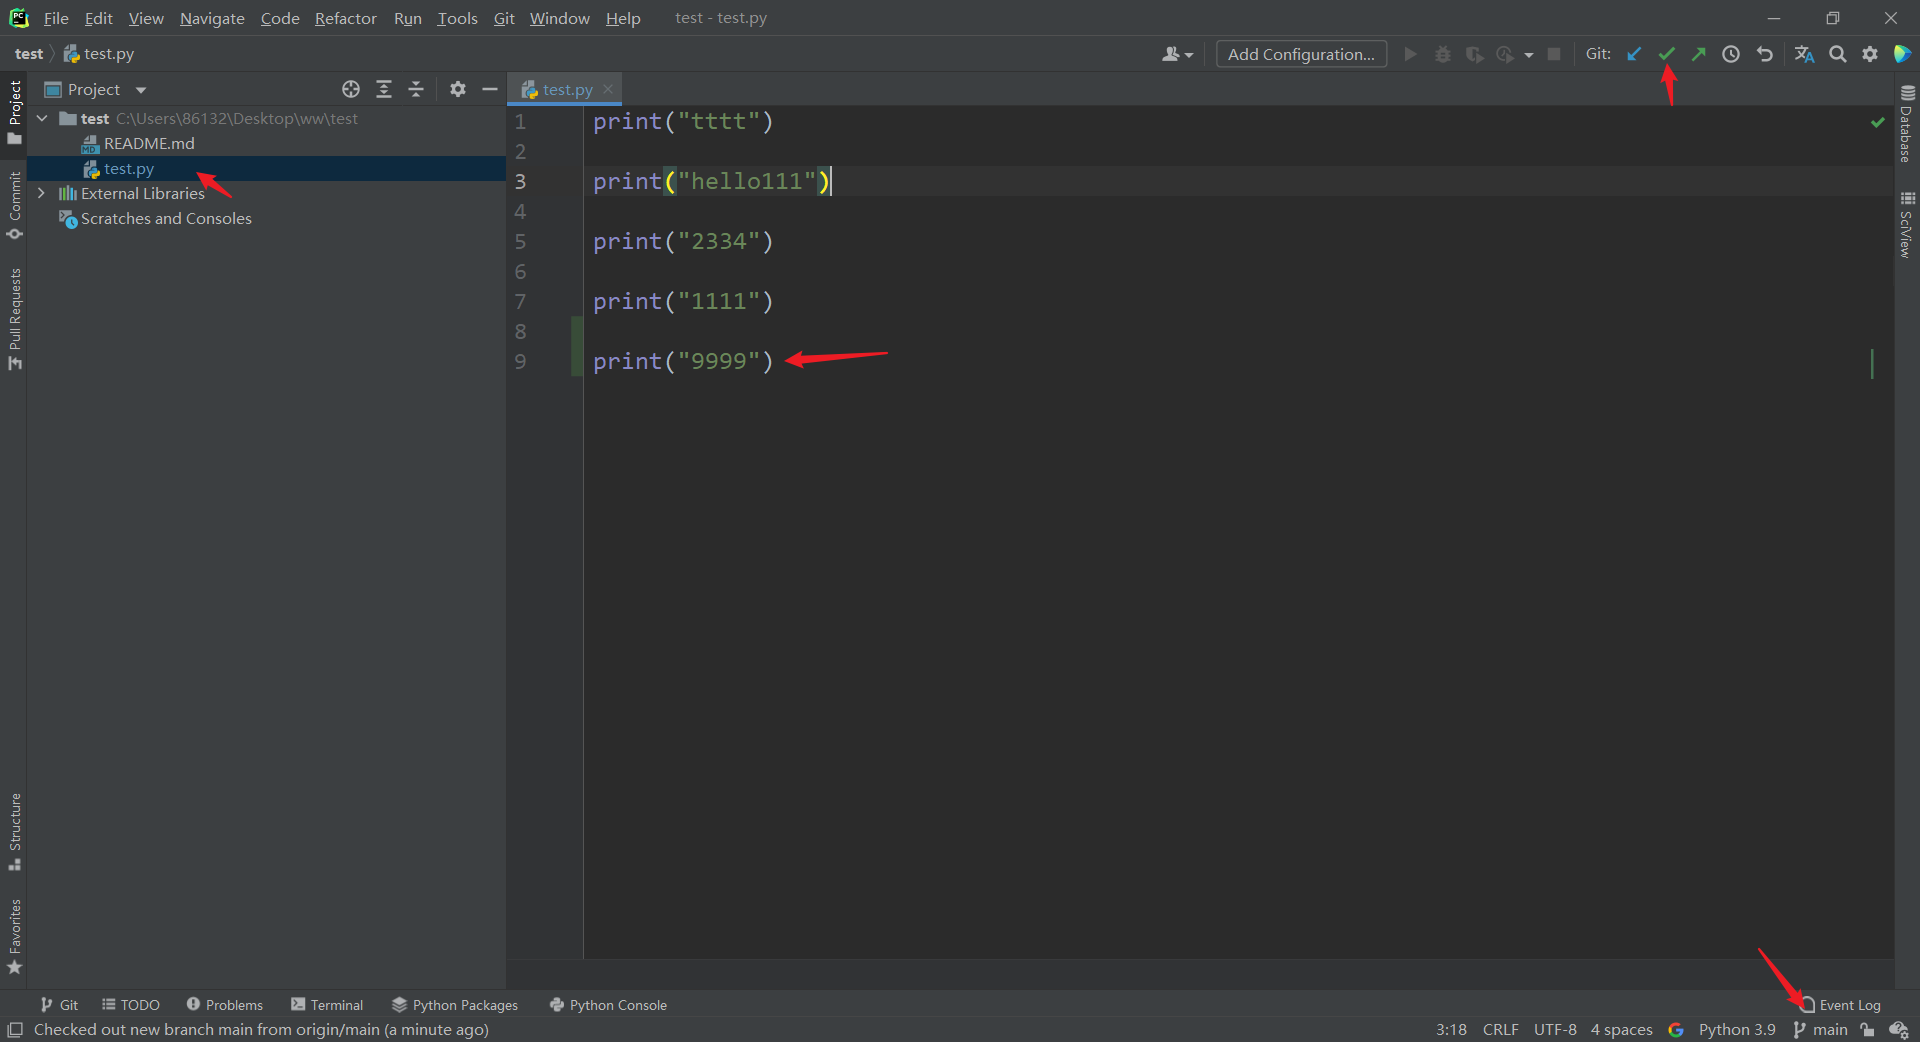 PC File Edit View Navigate Code Refactor Run Tools Git Window Help test - test.py
test test.py Add Configuration... Git:
Project
test.py
Project
test C:\Users\86132\Desktop\ww\test
README.md
test.py
External Libraries
Scratches and Consoles
Commit
Pull Requests
Structure
Favorites
1 print("tttt")
2
3 print("hello111")
4
5 print("2334")
6
7 print("1111")
8
9 print("9999")
Database
SciView
Git TODO Problems Terminal Python Packages Python Console Event Log
Checked out new branch main from origin/main (a minute ago) 3:18 CRLF UTF-8 4 spaces Python 3.9 main